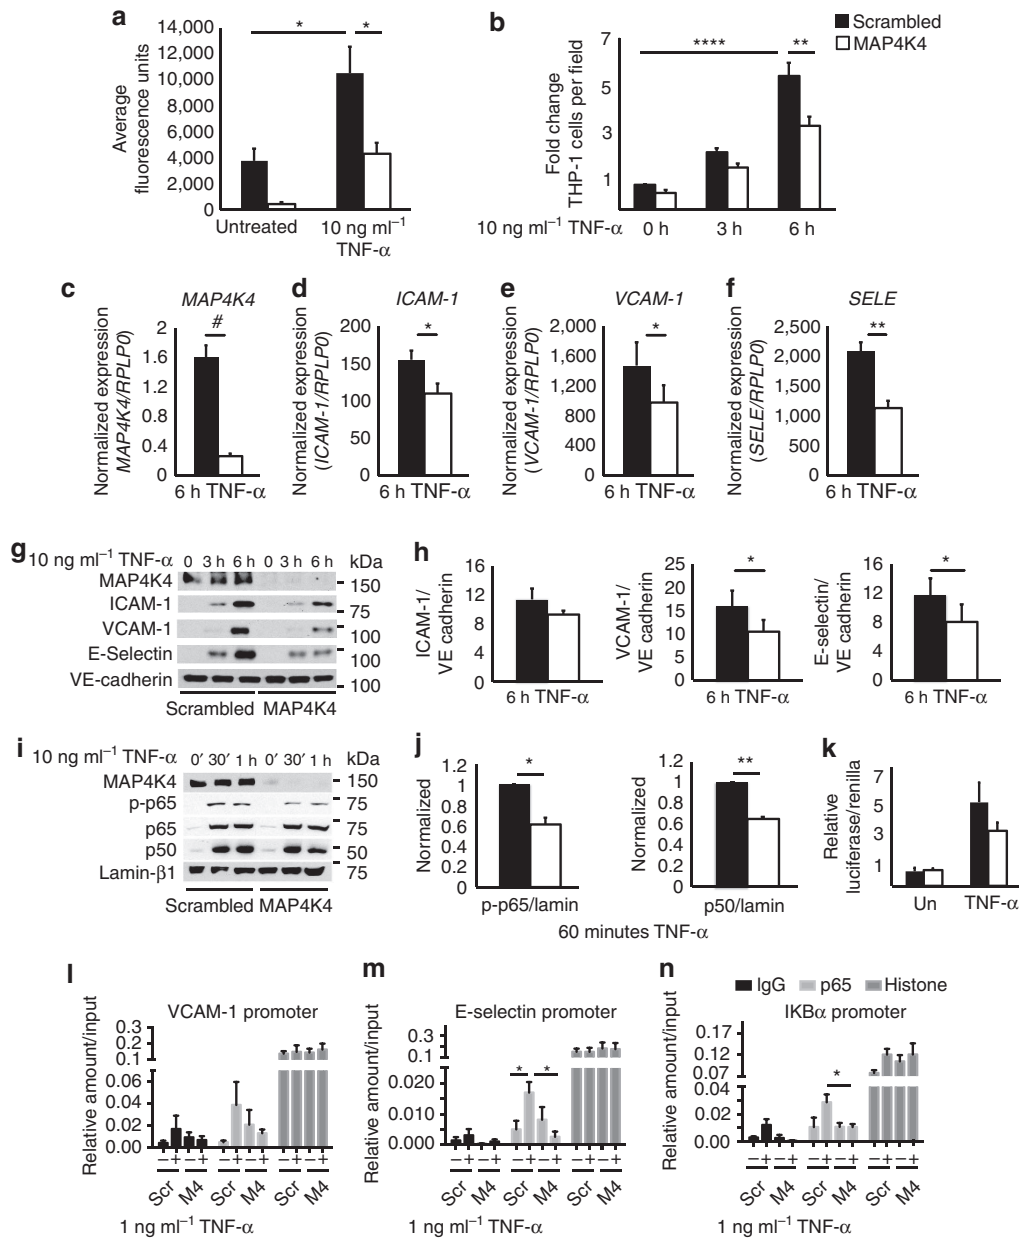 a
Average
fluorescence units
14,000
12,000
10,000
8,000
6,000
4,000
2,000
0
*
*
Untreated
10 ng ml⁻¹
TNF-α
b
Scrambled
MAP4K4
Fold change
THP-1 cells per field
7
5
3
1
****
**
10 ng ml⁻¹ TNF-α 0 h 3 h 6 h
c
MAP4K4
#
Normalized expression
MAP4K4/RPLP0
2
1.6
1.2
0.8
0.4
0
6 h TNF-α
d
ICAM-1
*
Normalized expression
(ICAM-1/RPLP0)
200
150
100
50
0
6 h TNF-α
e
VCAM-1
*
Normalized expression
(VCAM-1/RPLP0)
2,000
1,600
1,200
800
400
0
6 h TNF-α
f
SELE
**
Normalized expression
(SELE/RPLP0)
2,500
2,000
1,500
1,000
500
0
6 h TNF-α
g
10 ng ml⁻¹ TNF-α 0 3 h 6 h 0 3 h 6 h kDa
MAP4K4 150
ICAM-1 75
VCAM-1 100
E-Selectin 100
VE-cadherin 100
Scrambled MAP4K4
h
ICAM-1/
VE cadherin
16
12
8
4
0
6 h TNF-α
VCAM-1/
VE cadherin
25
20
15
10
5
0
*
6 h TNF-α
E-selectin/
VE cadherin
16
12
8
4
0
*
6 h TNF-α
i
10 ng ml⁻¹ TNF-α 0′ 30′ 1 h 0′ 30′ 1 h kDa
MAP4K4 150
p-p65 75
p65 75
p50 50
Lamin-β1 75
Scrambled MAP4K4
j
Normalized
1.2
1
0.8
0.6
0.4
0.2
0
*
p-p65/lamin
Normalized
1.2
1
0.8
0.6
0.4
0.2
0
**
p50/lamin
60 minutes TNF-α
k
Relative
luciferase/renilla
7
5
3
1
Un TNF-α
l
VCAM-1 promoter
Relative amount/input
0.3
0.2
0.1
0.06
0.04
0.02
0.00
− + − + − + − + − + − +
Scr M4 Scr M4 Scr M4
1 ng ml⁻¹ TNF-α
m
E-selectin promoter
Relative amount/input
0.3
0.1
0.020
0.010
0.000
* *
− + − + − + − + − + − +
Scr M4 Scr M4 Scr M4
1 ng ml⁻¹ TNF-α
n
IgG p65 Histone
IKBα promoter
Relative amount/input
0.17
0.12
0.07
0.04
0.02
0.00
*
− + − + − + − + − + − +
Scr M4 Scr M4 Scr M4
1 ng ml⁻¹ TNF-α